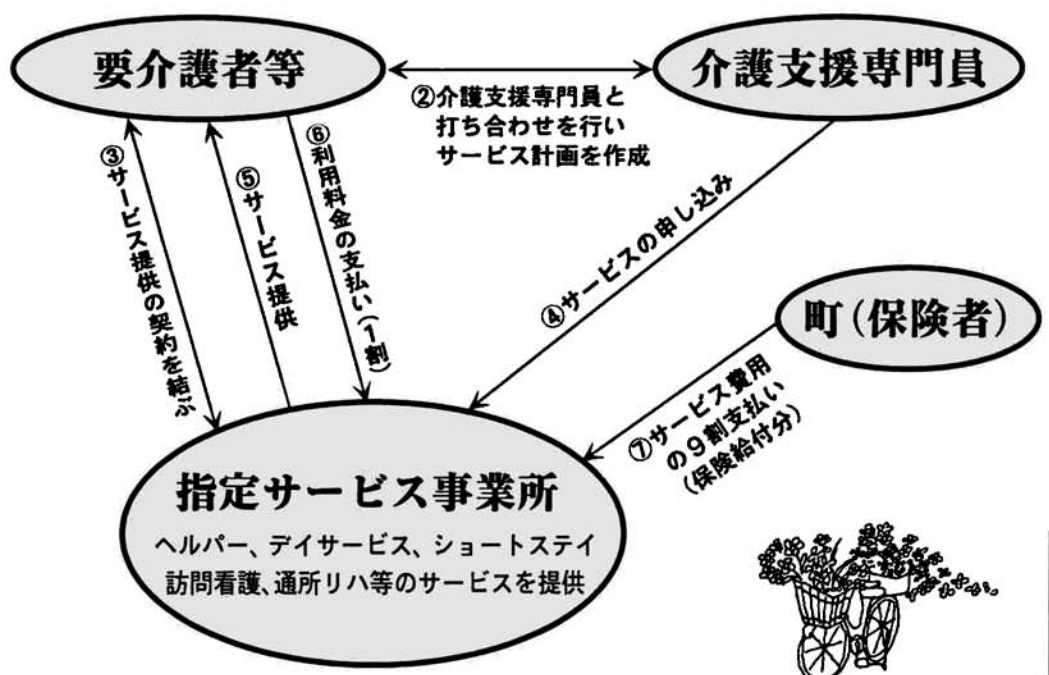 要介護者等
介護支援専門員
②介護支援専門員と
打ち合わせを行い
サービス計画を作成
③サービス提供の契約を結ぶ
⑤サービス提供
⑥利用料金の支払い(1割)
④サービスの申し込み
町(保険者)
⑦サービス費用
の9割支払い
(保険給付分)
指定サービス事業所
ヘルパー、デイサービス、ショートステイ
訪問看護、通所リハ等のサービスを提供